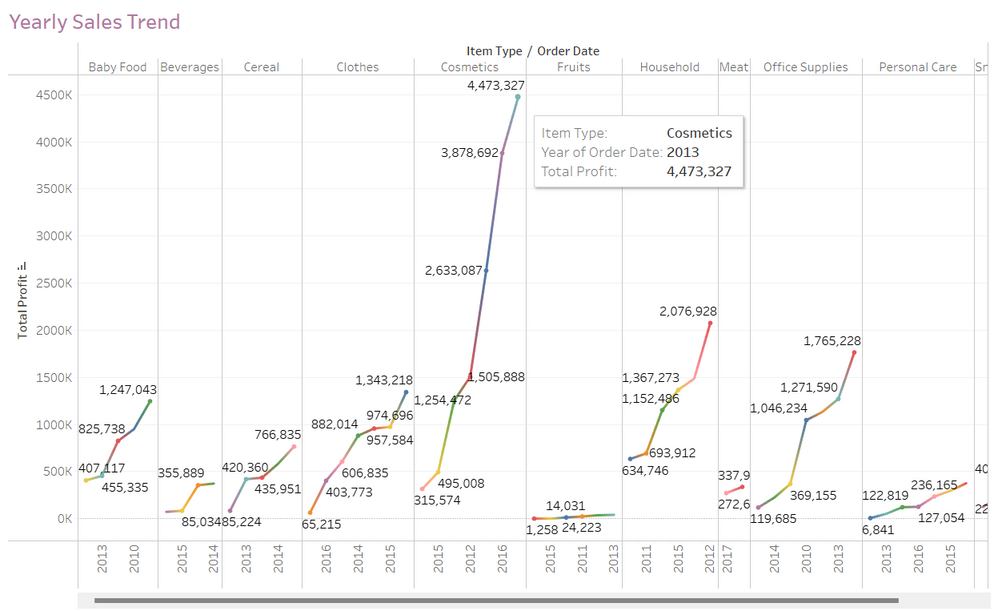 Yearly Sales Trend
Item Type / Order Date
Baby Food Beverages Cereal Clothes Cosmetics Fruits Household Meat Office Supplies Personal Care Sr
Total Profit
4500K
4000K
3500K
3000K
2500K
2000K
1500K
1000K
500K
0K
1,247,043
825,738
407,117
455,335
355,889
85,034
766,835
420,360
435,951
85,224
1,343,218
974,696
882,014
957,584
606,835
403,773
65,215
4,473,327
3,878,692
2,633,087
1,505,888
1,254,472
495,008
315,574
Item Type: Cosmetics
Year of Order Date: 2013
Total Profit: 4,473,327
14,031
1,258
24,223
2,076,928
1,367,273
1,152,486
693,912
634,746
337,9
272,6
1,765,228
1,271,590
1,046,234
369,155
119,685
236,165
122,819
127,054
6,841
40
22
2013 2010 2015 2014 2013 2014 2016 2014 2015 2015 2012 2016 2015 2011 2013 2011 2015 2012 2017 2014 2010 2013 2013 2015